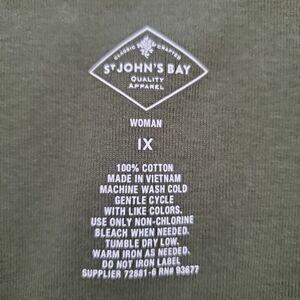 CLASSIC CRAFTED
ST JOHN'S BAY
QUALITY
APPAREL
WOMAN
IX
100% COTTON
MADE IN VIETNAM
MACHINE WASH COLD
GENTLE CYCLE
WITH LIKE COLORS.
USE ONLY NON-CHLORINE
BLEACH WHEN NEEDED.
TUMBLE DRY LOW.
WARM IRON AS NEEDED.
DO NOT IRON LABEL
SUPPLIER 72881-6 RN# 93677